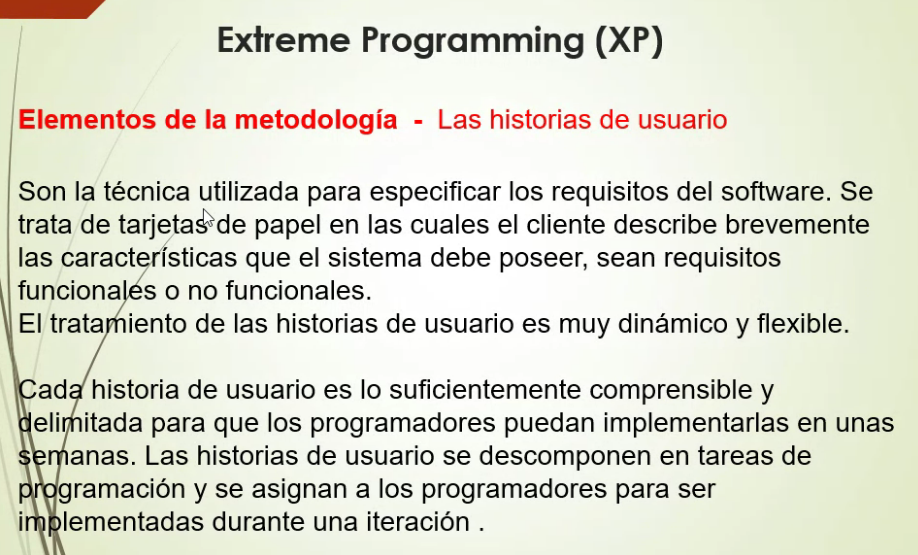 Extreme Programming (XP)
Elementos de la metodología - Las historias de usuario
Son la técnica utilizada para especificar los requisitos del software. Se
trata de tarjetas de papel en las cuales el cliente describe brevemente
las características que el sistema debe poseer, sean requisitos
funcionales o no funcionales.
El tratamiento de las historias de usuario es muy dinámico y flexible.
Cada historia de usuario es lo suficientemente comprensible y
delimitada para que los programadores puedan implementarlas en unas
semanas. Las historias de usuario se descomponen en tareas de
programación y se asignan a los programadores para ser
implementadas durante una iteración .